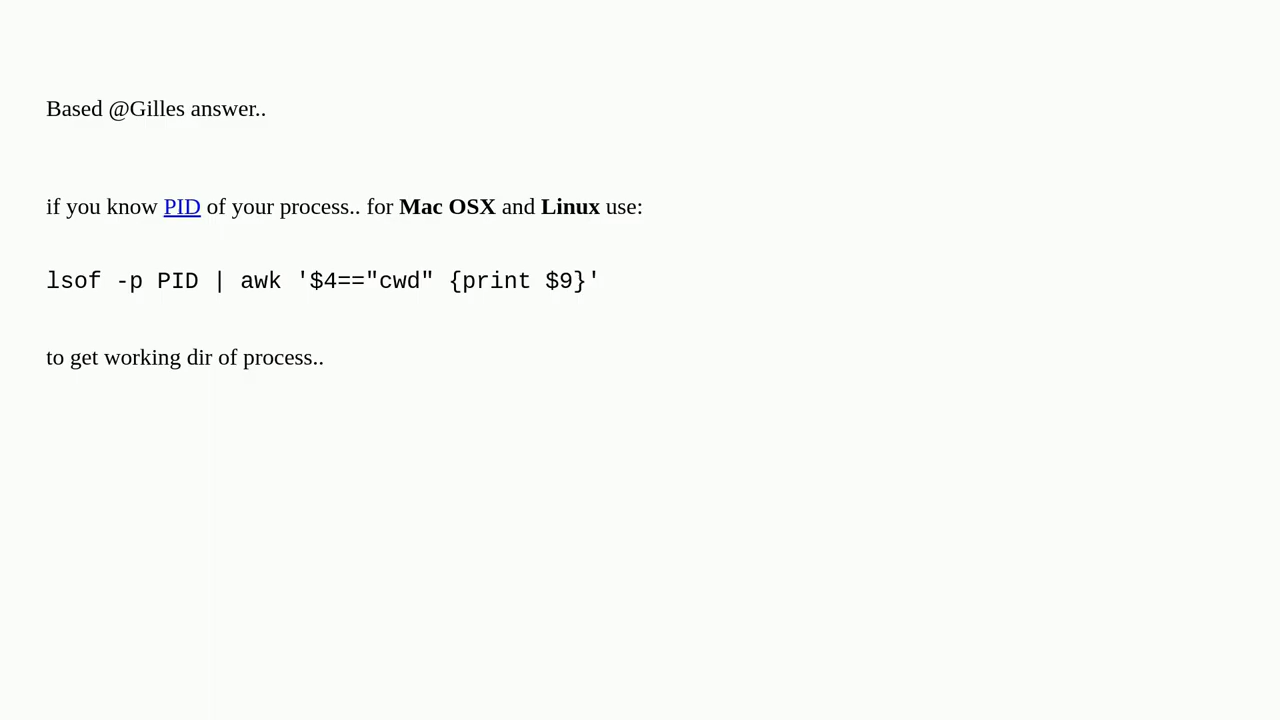 Based @Gilles answer..
if you know PID of your process.. for Mac OSX and Linux use:
lsof -p PID | awk '$4=="cwd" {print $9}'
to get working dir of process..